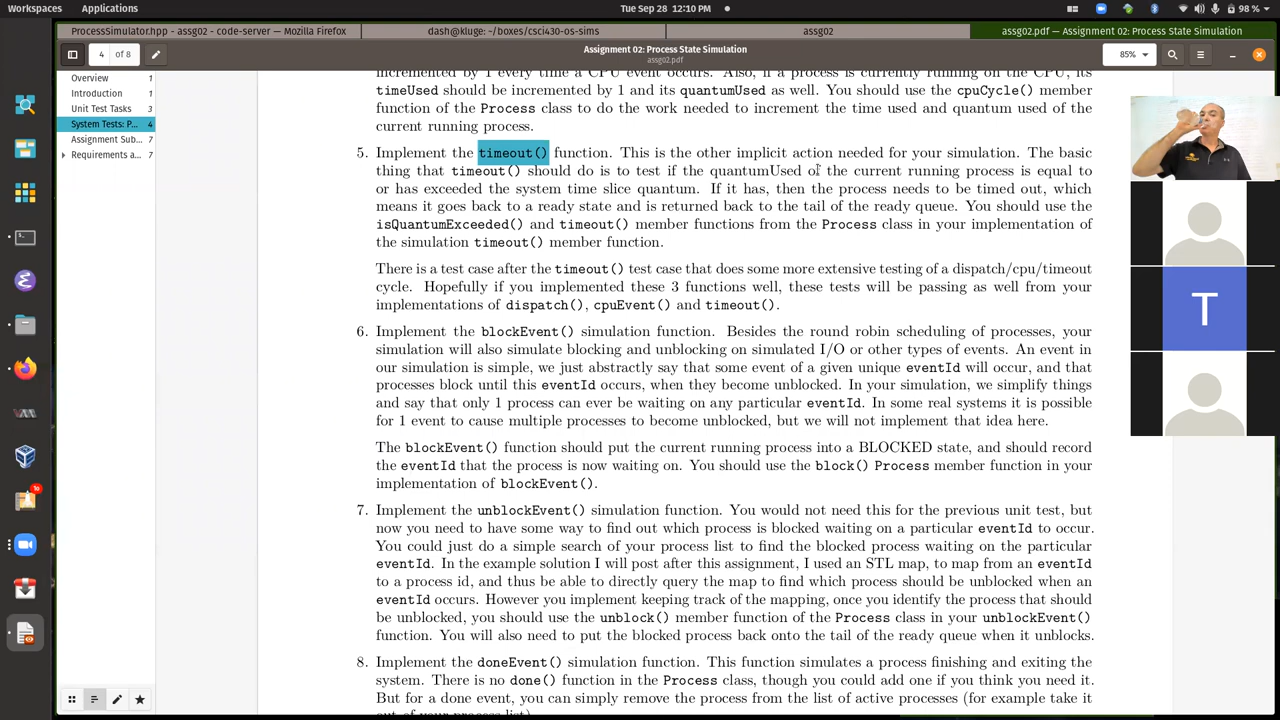 Workspaces Applications Tue Sep 28 12:10 PM 98 %
ProcessSimulator.hpp - assg02 - code-server — Mozilla Firefox
dash@kluge: ~/boxes/csci430-os-sims
assg02
assg02.pdf — Assignment 02: Process State Simulation
4 of 8
Assignment 02: Process State Simulation
assg02.pdf
85%
Overview 1
Introduction 1
Unit Test Tasks 3
System Tests: P... 4
Assignment Sub... 7
Requirements a... 7
incremented by 1 every time a CPU event occurs. Also, if a process is currently running on the CPU, its
timeUsed should be incremented by 1 and its quantumUsed as well. You should use the cpuCycle() member
function of the Process class to do the work needed to increment the time used and quantum used of the
current running process.
5. Implement the timeout() function. This is the other implicit action needed for your simulation. The basic
thing that timeout() should do is to test if the quantumUsed of the current running process is equal to
or has exceeded the system time slice quantum. If it has, then the process needs to be timed out, which
means it goes back to a ready state and is returned back to the tail of the ready queue. You should use the
isQuantumExceeded() and timeout() member functions from the Process class in your implementation of
the simulation timeout() member function.
There is a test case after the timeout() test case that does some more extensive testing of a dispatch/cpu/timeout
cycle. Hopefully if you implemented these 3 functions well, these tests will be passing as well from your
implementations of dispatch(), cpuEvent() and timeout().
6. Implement the blockEvent() simulation function. Besides the round robin scheduling of processes, your
simulation will also simulate blocking and unblocking on simulated I/O or other types of events. An event in
our simulation is simple, we just abstractly say that some event of a given unique eventId will occur, and that
processes block until this eventId occurs, when they become unblocked. In your simulation, we simplify things
and say that only 1 process can ever be waiting on any particular eventId. In some real systems it is possible
for 1 event to cause multiple processes to become unblocked, but we will not implement that idea here.
The blockEvent() function should put the current running process into a BLOCKED state, and should record
the eventId that the process is now waiting on. You should use the block() Process member function in your
implementation of blockEvent().
7. Implement the unblockEvent() simulation function. You would not need this for the previous unit test, but
now you need to have some way to find out which process is blocked waiting on a particular eventId to occur.
You could just do a simple search of your process list to find the blocked process waiting on the particular
eventId. In the example solution I will post after this assignment, I used an STL map, to map from an eventId
to a process id, and thus be able to directly query the map to find which process should be unblocked when an
eventId occurs. However you implement keeping track of the mapping, once you identify the process that should
be unblocked, you should use the unblock() member function of the Process class in your unblockEvent()
function. You will also need to put the blocked process back onto the tail of the ready queue when it unblocks.
8. Implement the doneEvent() simulation function. This function simulates a process finishing and exiting the
system. There is no done() function in the Process class, though you could add one if you think you need it.
But for a done event, you can simply remove the process from the list of active processes (for example take it
out of your process list).
T